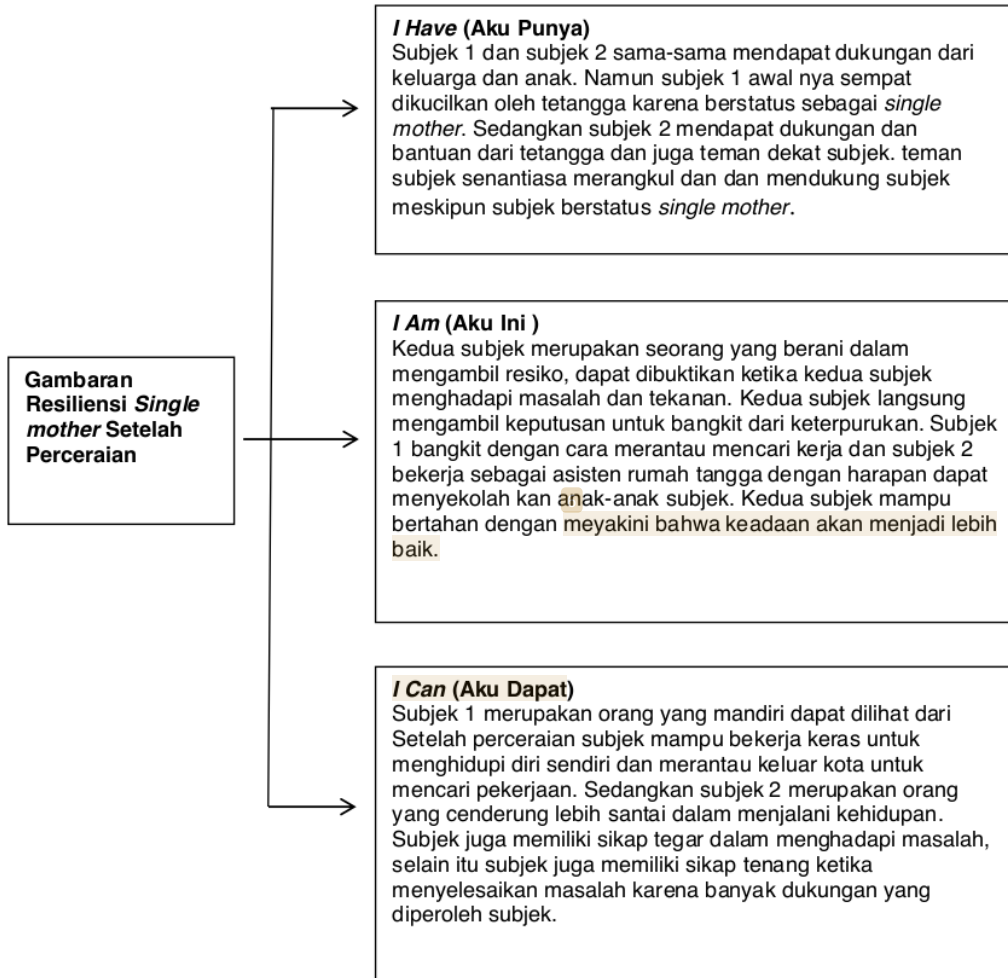 I Have (Aku Punya)
Subjek 1 dan subjek 2 sama-sama mendapat dukungan dari
keluarga dan anak. Namun subjek 1 awal nya sempat
dikucilkan oleh tetangga karena berstatus sebagai single
mother. Sedangkan subjek 2 mendapat dukungan dan
bantuan dari tetangga dan juga teman dekat subjek. teman
subjek senantiasa merangkul dan dan mendukung subjek
meskipun subjek berstatus single mother.
Gambaran
Resiliensi Single
mother Setelah
Perceraian
I Am (Aku Ini )
Kedua subjek merupakan seorang yang berani dalam
mengambil resiko, dapat dibuktikan ketika kedua subjek
menghadapi masalah dan tekanan. Kedua subjek langsung
mengambil keputusan untuk bangkit dari keterpurukan. Subjek
1 bangkit dengan cara merantau mencari kerja dan subjek 2
bekerja sebagai asisten rumah tangga dengan harapan dapat
menyekolah kan anak-anak subjek. Kedua subjek mampu
bertahan dengan meyakini bahwa keadaan akan menjadi lebih
baik.
I Can (Aku Dapat)
Subjek 1 merupakan orang yang mandiri dapat dilihat dari
Setelah perceraian subjek mampu bekerja keras untuk
menghidupi diri sendiri dan merantau keluar kota untuk
mencari pekerjaan. Sedangkan subjek 2 merupakan orang
yang cenderung lebih santai dalam menjalani kehidupan.
Subjek juga memiliki sikap tegar dalam menghadapi masalah,
selain itu subjek juga memiliki sikap tenang ketika
menyelesaikan masalah karena banyak dukungan yang
diperoleh subjek.